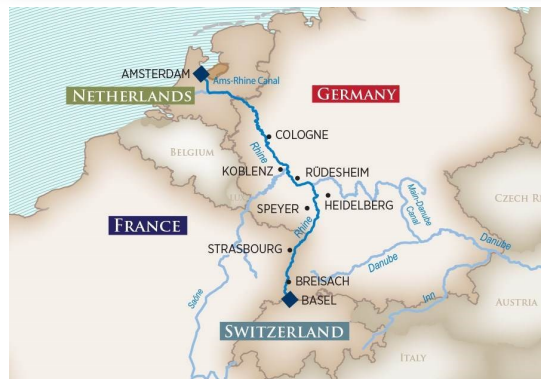 AMSTERDAM
Ams-Rhine Canal
NETHERLANDS
GERMANY
COLOGNE
BELGIUM
Rhine
KOBLENZ
RÜDESHEIM
Main-Danube
Canal
CZECH RE
SPEYER
HEIDELBERG
FRANCE
Rhine
STRASBOURG
Danube
Danube
BREISACH
BASEL
Saône
Inn
AUSTRIA
SWITZERLAND
ITALY